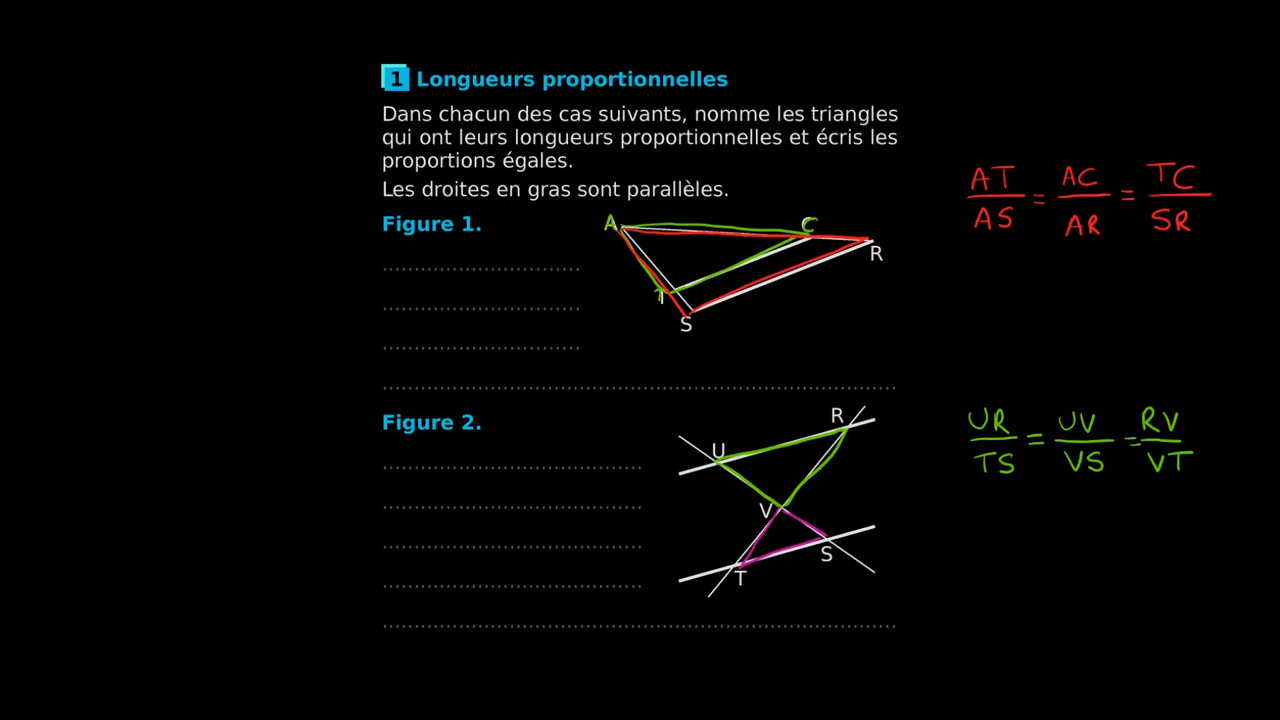 1 Longueurs proportionnelles
Dans chacun des cas suivants, nomme les triangles
qui ont leurs longueurs proportionnelles et écris les
proportions égales.
Les droites en gras sont parallèles.
Figure 1.
A
C
R
T
S
AT/AS = AC/AR = TC/SR
Figure 2.
R
U
V
S
T
UR/TS = UV/VS = RV/VT